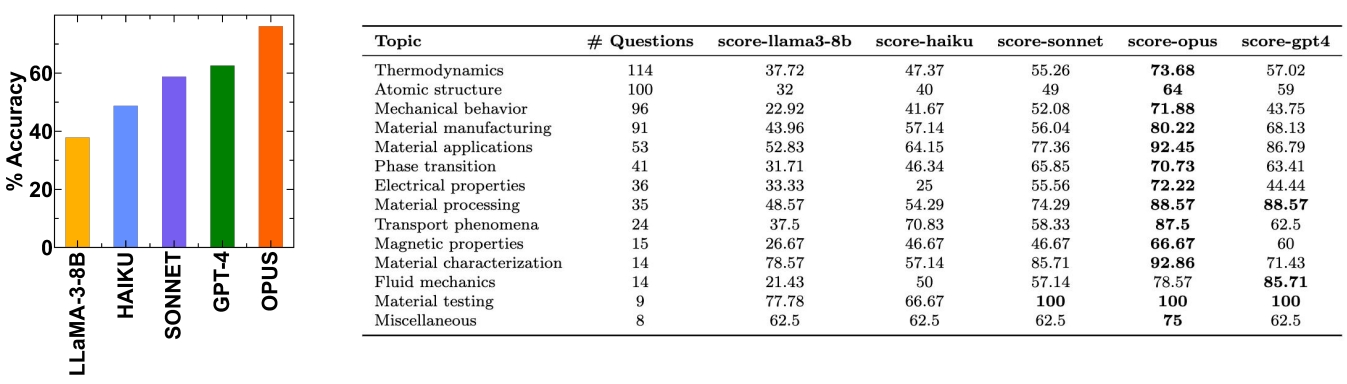 % Accuracy
60
40
20
0
LLaMA-3-8B
HAIKU
SONNET
GPT-4
OPUS
Topic # Questions score-llama3-8b score-haiku score-sonnet score-opus score-gpt4
Thermodynamics 114 37.72 47.37 55.26 73.68 57.02
Atomic structure 100 32 40 49 64 59
Mechanical behavior 96 22.92 41.67 52.08 71.88 43.75
Material manufacturing 91 43.96 57.14 56.04 80.22 68.13
Material applications 53 52.83 64.15 77.36 92.45 86.79
Phase transition 41 31.71 46.34 65.85 70.73 63.41
Electrical properties 36 33.33 25 55.56 72.22 44.44
Material processing 35 48.57 54.29 74.29 88.57 88.57
Transport phenomena 24 37.5 70.83 58.33 87.5 62.5
Magnetic properties 15 26.67 46.67 46.67 66.67 60
Material characterization 14 78.57 57.14 85.71 92.86 71.43
Fluid mechanics 14 21.43 50 57.14 78.57 85.71
Material testing 9 77.78 66.67 100 100 100
Miscellaneous 8 62.5 62.5 62.5 75 62.5